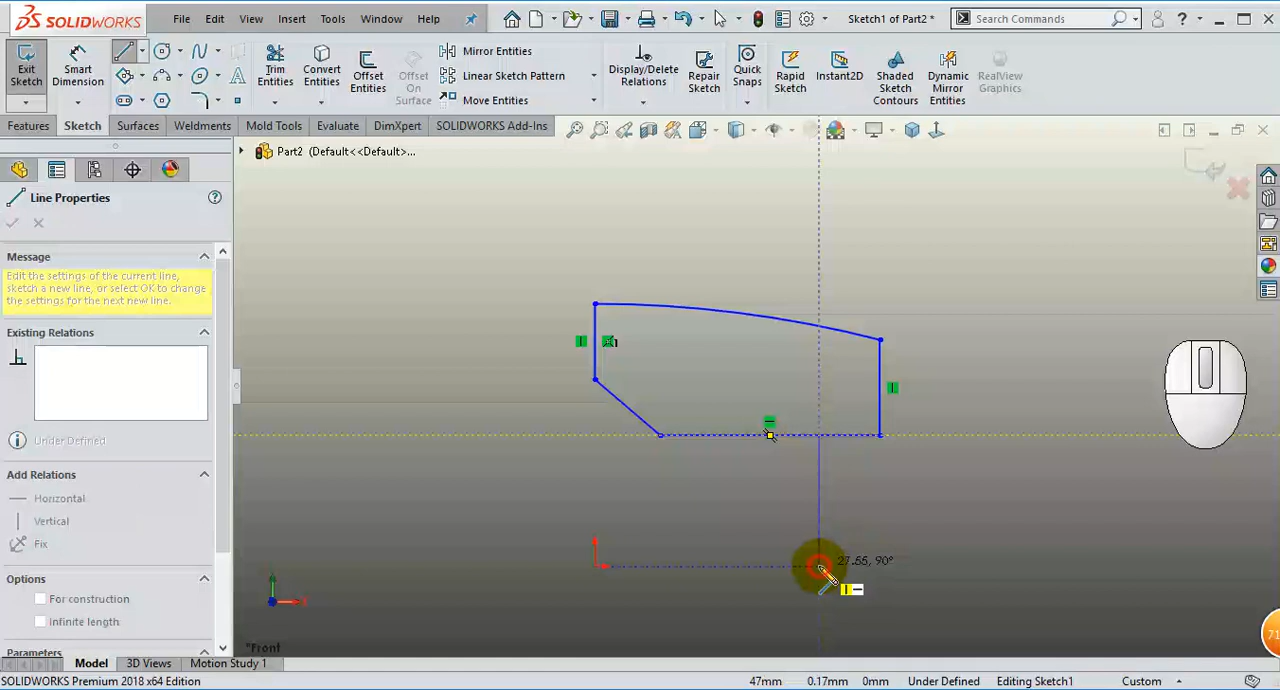 SOLIDWORKS
File Edit View Insert Tools Window Help
Sketch1 of Part2 *
Search Commands
?
Exit Sketch
Smart Dimension
Trim Entities
Convert Entities
Offset Entities
Offset On Surface
Mirror Entities
Linear Sketch Pattern
Move Entities
Display/Delete Relations
Repair Sketch
Quick Snaps
Rapid Sketch
Instant2D
Shaded Sketch Contours
Dynamic Mirror Entities
RealView Graphics
Features Sketch Surfaces Weldments Mold Tools Evaluate DimXpert SOLIDWORKS Add-Ins
Part2 (Default<<Default>...
Line Properties
?
Message
Edit the settings of the current line, sketch a new line, or select OK to change the settings for the next new line.
Existing Relations
Under Defined
Add Relations
Horizontal
Vertical
Fix
Options
For construction
Infinite length
Parameters
27.55, 90°
71
*Front
Model 3D Views Motion Study 1
SOLIDWORKS Premium 2018 x64 Edition
47mm 0.17mm 0mm Under Defined Editing Sketch1 Custom